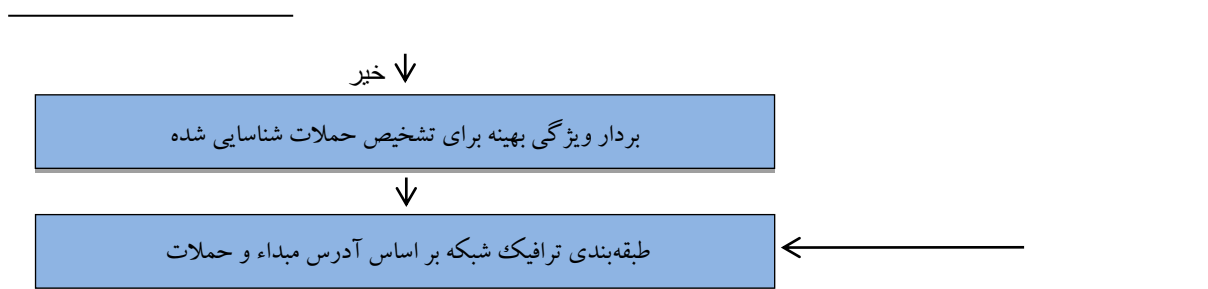 خیر
بردار ویژگی بهینه برای تشخیص حملات شناسایی شده
طبقه‌بندی ترافیک شبکه بر اساس آدرس مبداء و حملات